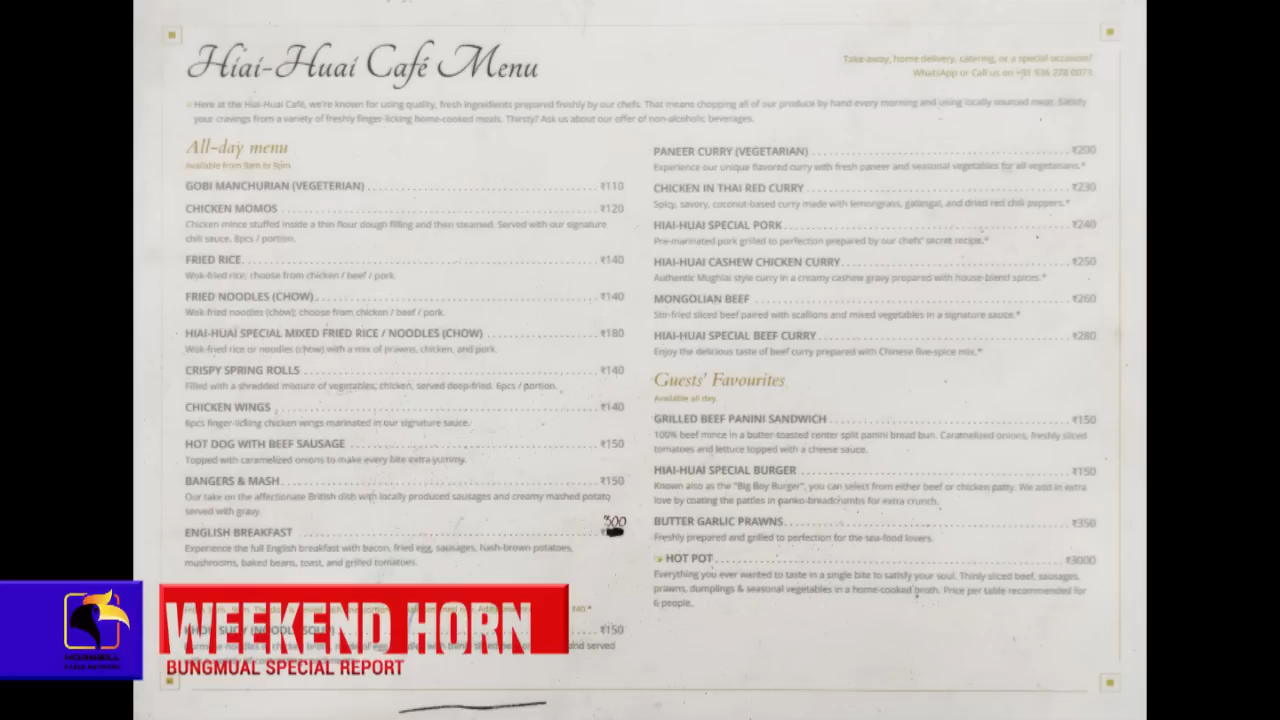 Hiai-Huai Café Menu
Take-away, home delivery, catering, or a special occasion?
WhatsApp or Call us on +91 936 278 0073.
Here at the Hiai-Huai Café, we're known for using quality, fresh ingredients prepared freshly by our chefs. That means chopping all of our produce by hand every morning and using locally sourced meat. Satisfy
your cravings from a variety of freshly finger-licking home-cooked meals. Thirsty? Ask us about our offer of non-alcoholic beverages.
All-day menu
Available from 9am to 9pm
GOBI MANCHURIAN (VEGETERIAN) ₹110
CHICKEN MOMOS ₹120
Chicken mince stuffed inside a thin flour dough filling and then steamed. Served with our signature
chili sauce. 8pcs / portion.
FRIED RICE ₹140
Wok-fried rice; choose from chicken / beef / pork.
FRIED NOODLES (CHOW) ₹140
Wok-fried noodles (chow); choose from chicken / beef / pork.
HIAI-HUAI SPECIAL MIXED FRIED RICE / NOODLES (CHOW) ₹180
Wok-fried rice or noodles (chow) with a mix of prawns, chicken, and pork.
CRISPY SPRING ROLLS ₹140
Filled with a shredded mixture of vegetables, chicken, served deep-fried. 6pcs / portion.
CHICKEN WINGS ₹140
6pcs finger-licking chicken wings marinated in our signature sauce.
HOT DOG WITH BEEF SAUSAGE ₹150
Topped with caramelized onions to make every bite extra-yummy.
BANGERS & MASH ₹150
Our take on the affectionate British dish with locally produced sausages and creamy mashed potato
served with gravy.
ENGLISH BREAKFAST 300
Experience the full English breakfast with bacon, fried egg, sausages, hash-brown potatoes,
mushrooms, baked beans, toast, and grilled tomatoes.
₹150
and served
PANEER CURRY (VEGETARIAN) ₹200
Experience our unique flavored curry with fresh paneer and seasonal vegetables for all vegetarians.*
CHICKEN IN THAI RED CURRY ₹230
Spicy, savory, coconut-based curry made with lemongrass, galangal, and dried red chili peppers.*
HIAI-HUAI SPECIAL PORK ₹240
Pre-marinated pork grilled to perfection prepared by our chefs' secret recipe.*
HIAI-HUAI CASHEW CHICKEN CURRY ₹250
Authentic Mughlai style curry in a creamy cashew gravy prepared with house-blend spices.*
MONGOLIAN BEEF ₹260
Stir-fried sliced beef paired with scallions and mixed vegetables in a signature sauce.*
HIAI-HUAI SPECIAL BEEF CURRY ₹280
Enjoy the delicious taste of beef curry prepared with Chinese five-spice mix.*
Guests' Favourites
Available all day.
GRILLED BEEF PANINI SANDWICH ₹150
100% beef mince in a butter-toasted center split panini bread bun. Caramelized onions, freshly sliced
tomatoes and lettuce topped with a cheese sauce.
HIAI-HUAI SPECIAL BURGER ₹150
Known also as the "Big Boy Burger", you can select from either beef or chicken patty. We add in extra
love by coating the patties in panko-breadcrumbs for extra crunch.
BUTTER GARLIC PRAWNS ₹350
Freshly prepared and grilled to perfection for the sea-food lovers.
HOT POT ₹3000
Everything you ever wanted to taste in a single bite to satisfy your soul. Thinly sliced beef, sausages,
prawns, dumplings & seasonal vegetables in a home-cooked broth. Price per table recommended for
6 people.
WEEKEND HORN
BUNGMUAL SPECIAL REPORT
HORNBILL
CABLE NETWORK